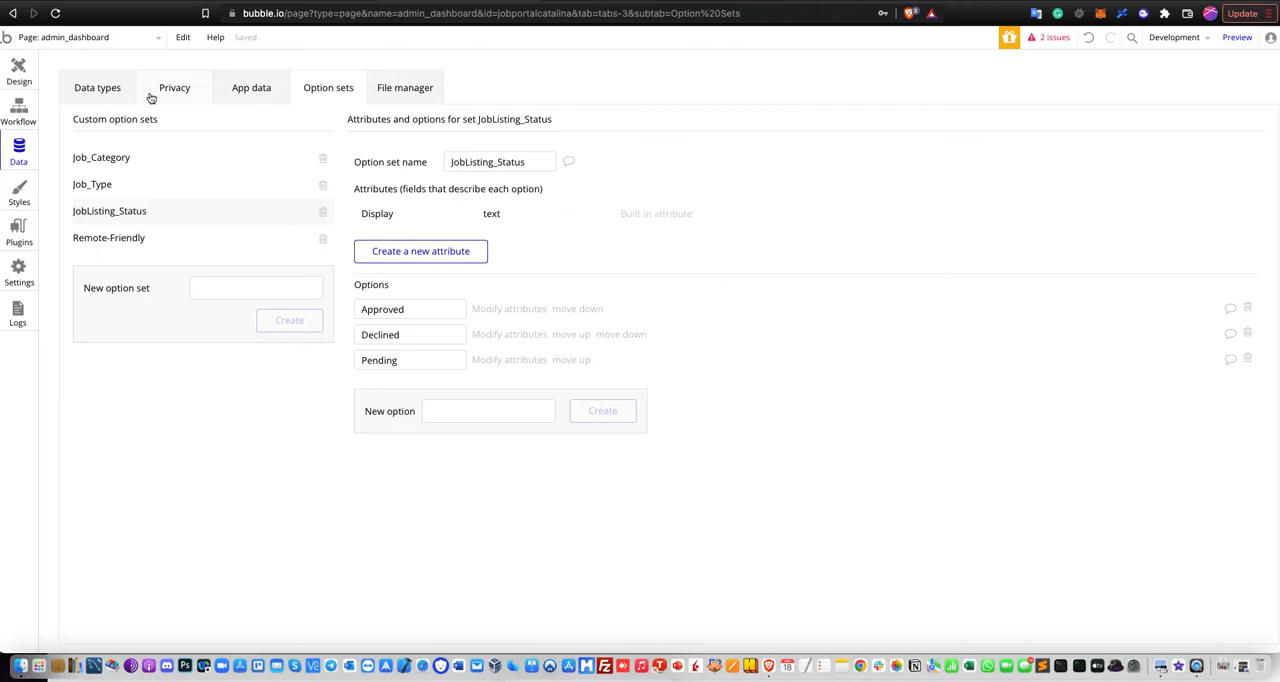 bubble.io/page?type=page&name=admin_dashboard&id=jobportalcatalina&tab=tabs-3&subtab=Option%20Sets
Update
Page: admin_dashboard
Edit
Help
Saved
2 issues
Development
Preview
Design
Workflow
Data
Styles
Plugins
Settings
Logs
Data types
Privacy
App data
Option sets
File manager
Custom option sets
Job_Category
Job_Type
JobListing_Status
Remote-Friendly
New option set
Create
Attributes and options for set JobListing_Status
Option set name JobListing_Status
Attributes (fields that describe each option)
Display text Built-in attribute
Create a new attribute
Options
Approved Modify attributes move down
Declined Modify attributes move up move down
Pending Modify attributes move up
New option Create